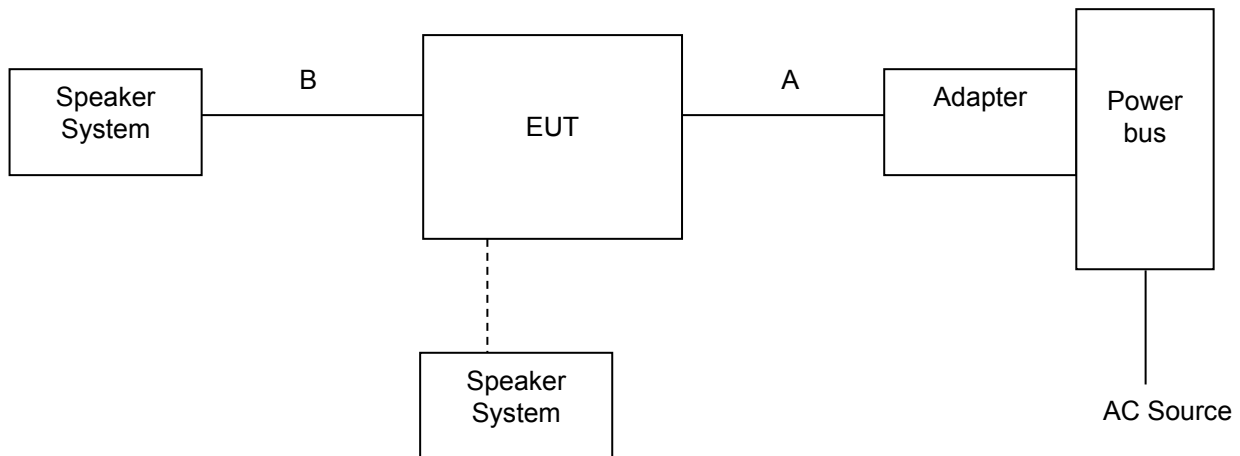 Speaker
System
B
EUT
A
Adapter
Power
bus
Speaker
System
AC Source